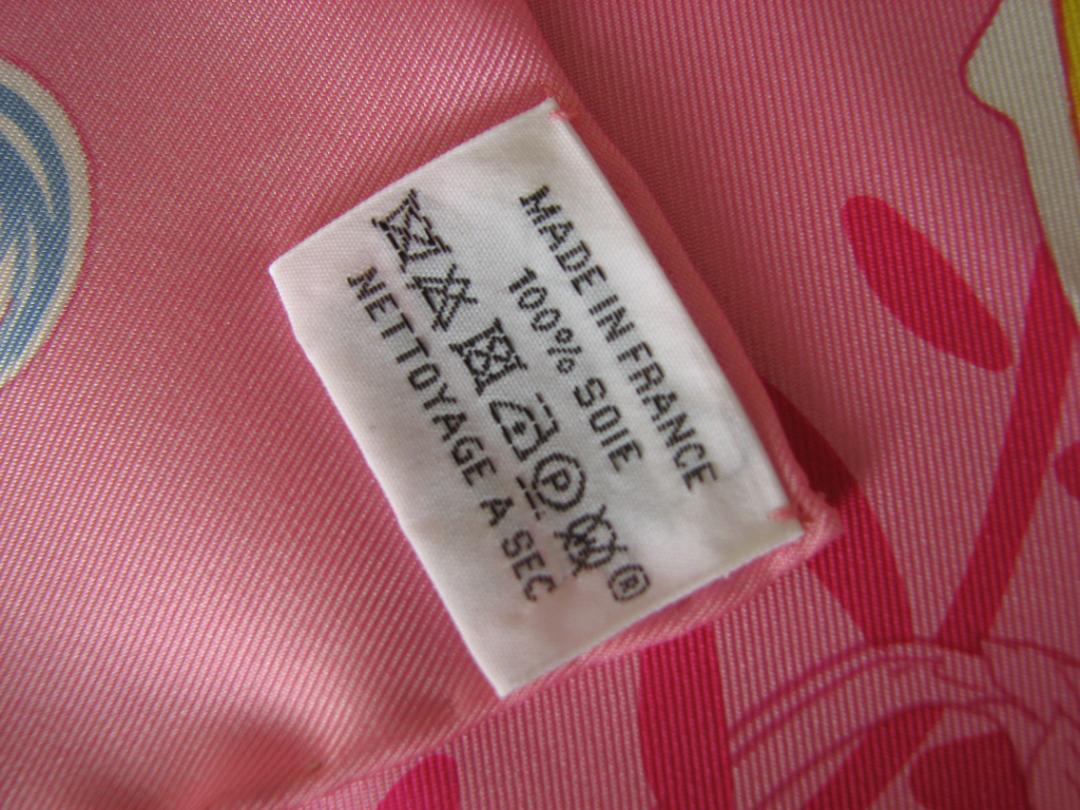 MADE IN FRANCE
100% SOIE
P ®
NETTOYAGE A SEC